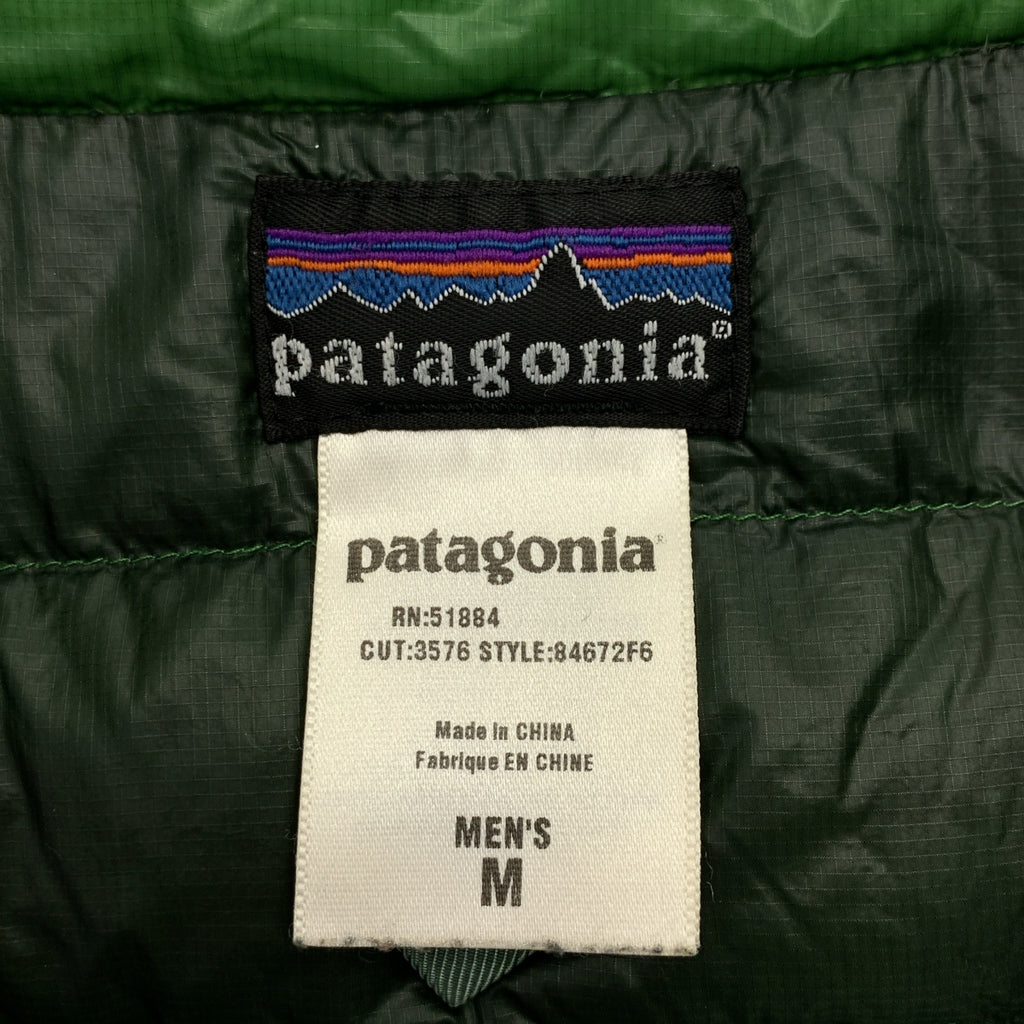 patagonia®
patagonia®
RN:51884
CUT:3576 STYLE:84672F6
Made In CHINA
Fabrique EN CHINE
MEN'S
M